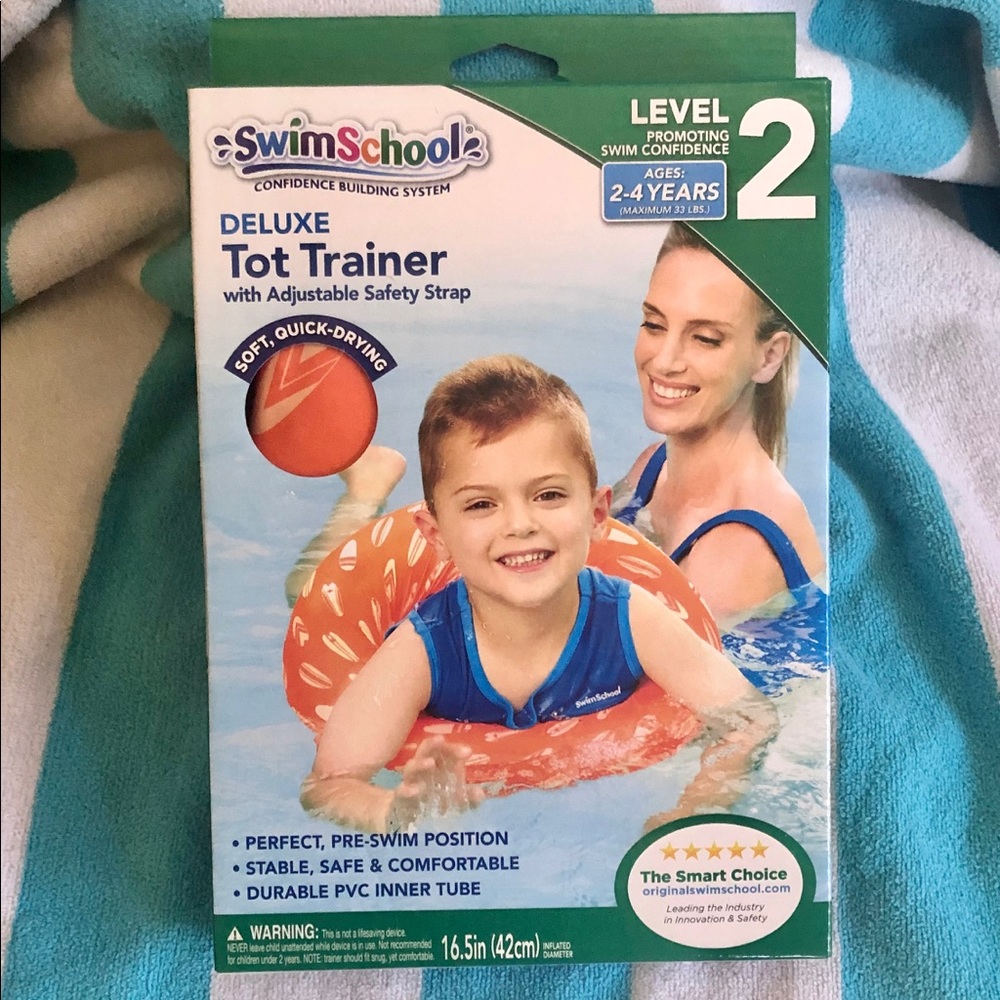 SwimSchool®
CONFIDENCE BUILDING SYSTEM
LEVEL 2
PROMOTING
SWIM CONFIDENCE
AGES:
2-4 YEARS
(MAXIMUM 33 LBS.)
DELUXE
Tot Trainer
with Adjustable Safety Strap
SOFT, QUICK-DRYING
SwimSchool
• PERFECT, PRE-SWIM POSITION
• STABLE, SAFE & COMFORTABLE
• DURABLE PVC INNER TUBE
The Smart Choice
originalswimschool.com
Leading the Industry
in Innovation & Safety
WARNING: This is not a lifesaving device.
NEVER leave child unattended while device is in use. Not recommended
for children under 2 years. NOTE: trainer should fit snug, yet comfortable.
16.5in (42cm) INFLATED
DIAMETER